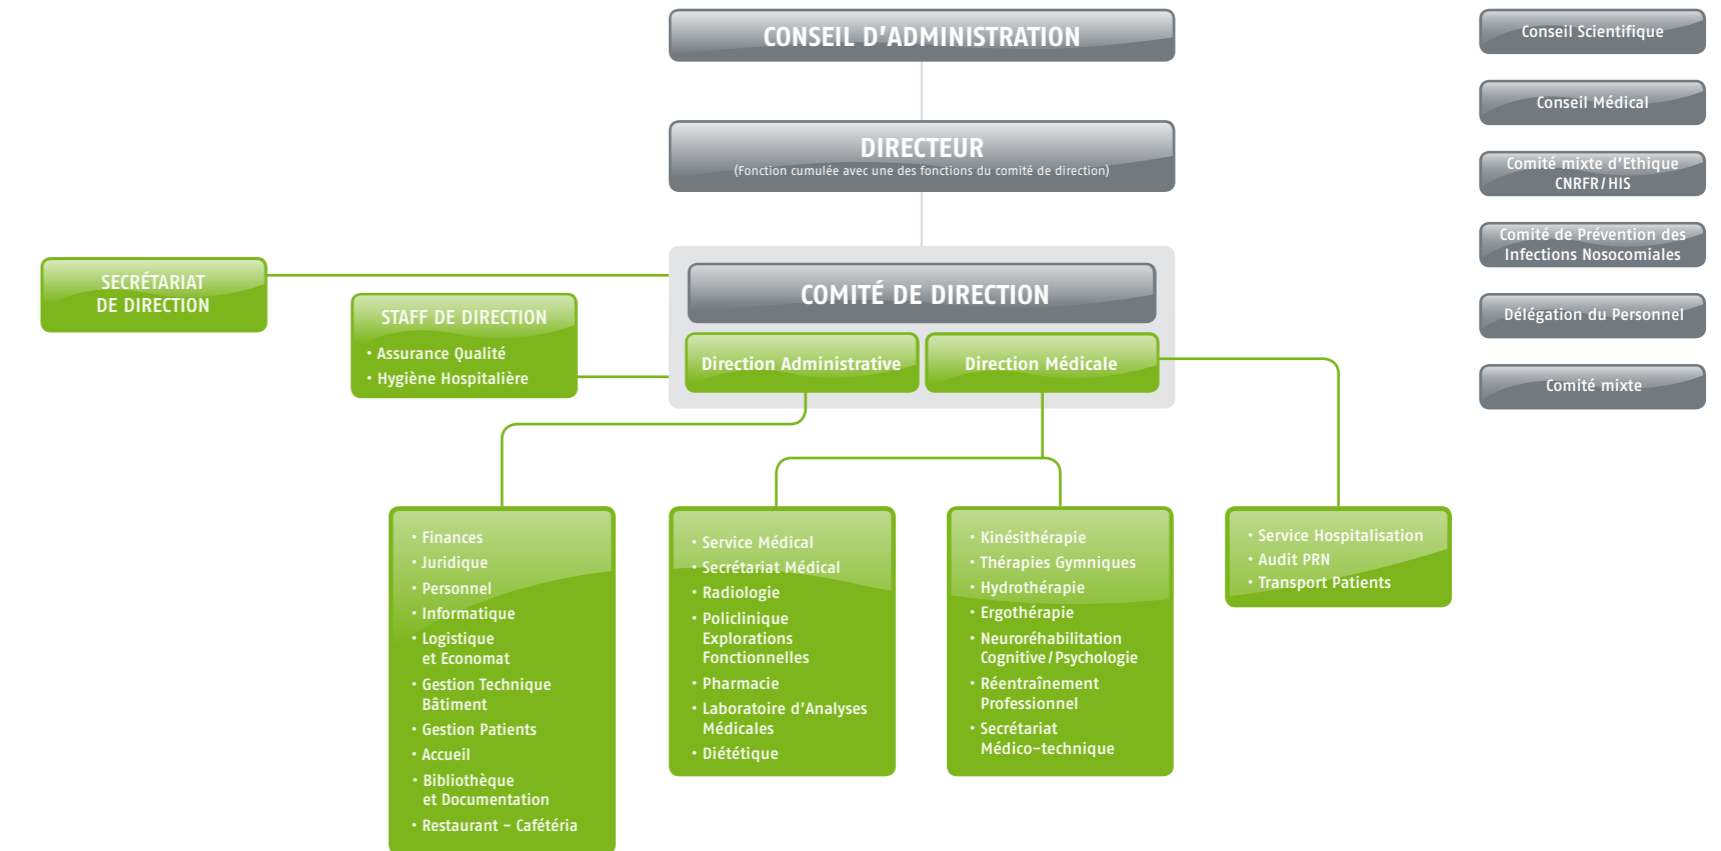 CONSEIL D'ADMINISTRATION
DIRECTEUR
(Fonction cumulée avec une des fonctions du comité de direction)
SECRÉTARIAT
DE DIRECTION
STAFF DE DIRECTION
• Assurance Qualité
• Hygiène Hospitalière
COMITÉ DE DIRECTION
Direction Administrative
Direction Médicale
• Finances
• Juridique
• Personnel
• Informatique
• Logistique
et Economat
• Gestion Technique
Bâtiment
• Gestion Patients
• Accueil
• Bibliothèque
et Documentation
• Restaurant - Cafétéria
• Service Médical
• Secrétariat Médical
• Radiologie
• Policlinique
Explorations
Fonctionnelles
• Pharmacie
• Laboratoire d'Analyses
Médicales
• Diététique
• Kinésithérapie
• Thérapies Gymniques
• Hydrothérapie
• Ergothérapie
• Neuroréhabilitation
Cognitive/Psychologie
• Réentraînement
Professionnel
• Secrétariat
Médico-technique
• Service Hospitalisation
• Audit PRN
• Transport Patients
Conseil Scientifique
Conseil Médical
Comité mixte d'Ethique
CNRFR/HIS
Comité de Prévention des
Infections Nosocomiales
Délégation du Personnel
Comité mixte